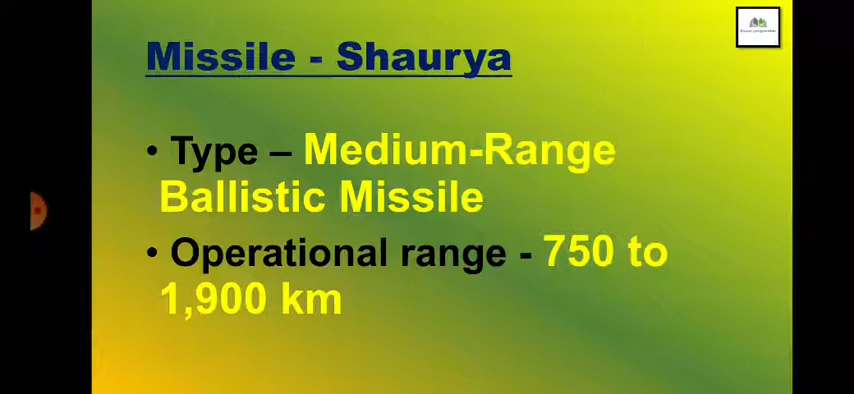 Missile - Shaurya
• Type – Medium-Range
Ballistic Missile
• Operational range - 750 to
1,900 km